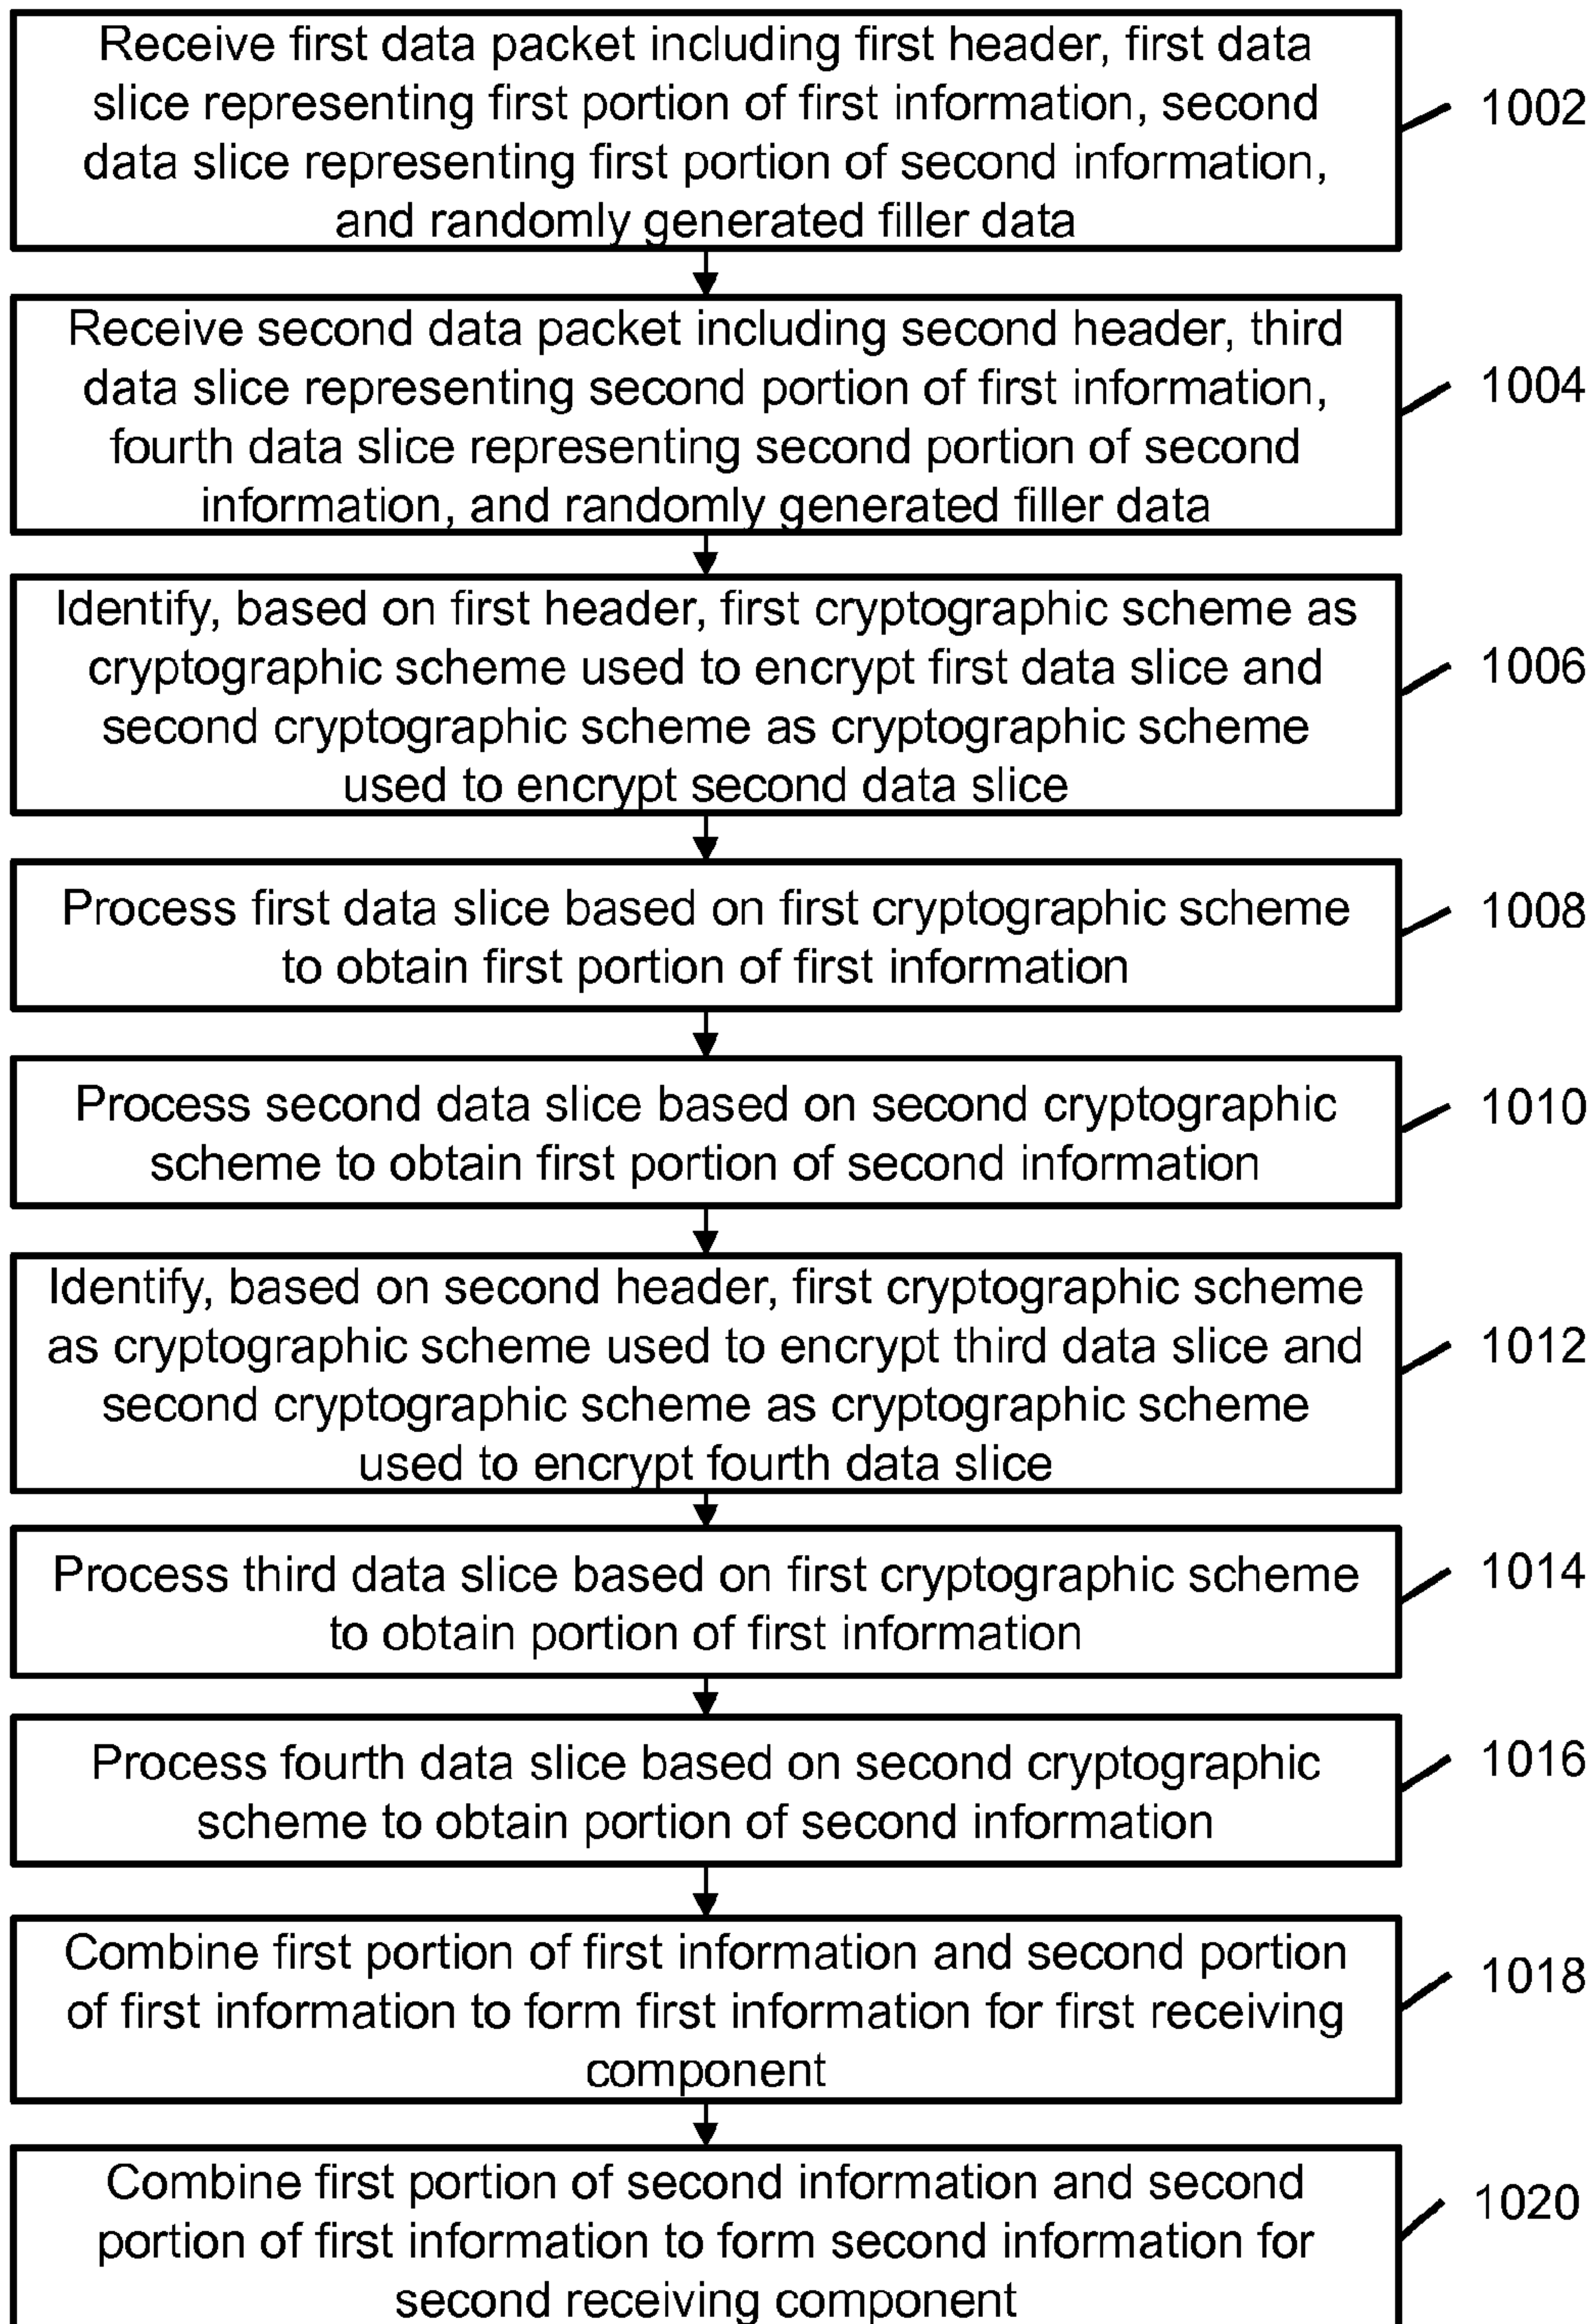 Receive first data packet including first header, first data
slice representing first portion of first information, second
data slice representing first portion of second information,
and randomly generated filler data
1002
Receive second data packet including second header, third
data slice representing second portion of first information,
fourth data slice representing second portion of second
information, and randomly generated filler data
1004
Identify, based on first header, first cryptographic scheme as
cryptographic scheme used to encrypt first data slice and
second cryptographic scheme as cryptographic scheme
used to encrypt second data slice
1006
Process first data slice based on first cryptographic scheme
to obtain first portion of first information
1008
Process second data slice based on second cryptographic
scheme to obtain first portion of second information
1010
Identify, based on second header, first cryptographic scheme
as cryptographic scheme used to encrypt third data slice and
second cryptographic scheme as cryptographic scheme
used to encrypt fourth data slice
1012
Process third data slice based on first cryptographic scheme
to obtain portion of first information
1014
Process fourth data slice based on second cryptographic
scheme to obtain portion of second information
1016
Combine first portion of first information and second portion
of first information to form first information for first receiving
component
1018
Combine first portion of second information and second
portion of first information to form second information for
second receiving component
1020